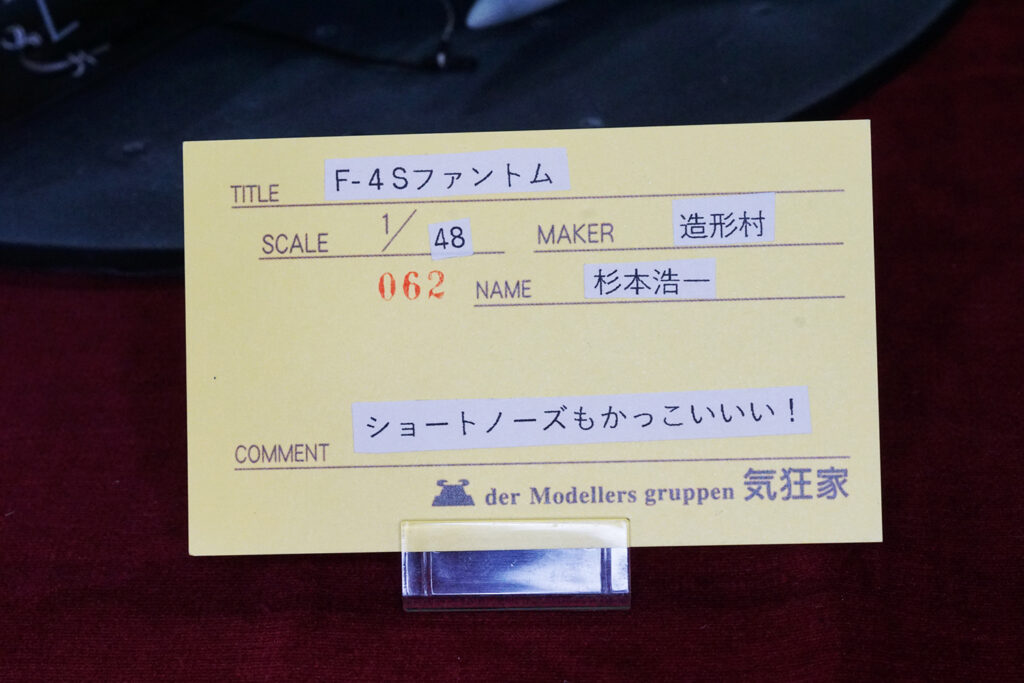 TITLE F-4Sファントム
SCALE 1/48 MAKER 造形村
062 NAME 杉本浩一
COMMENT ショートノーズもかっこいいい!
der Modellers gruppen 気狂家